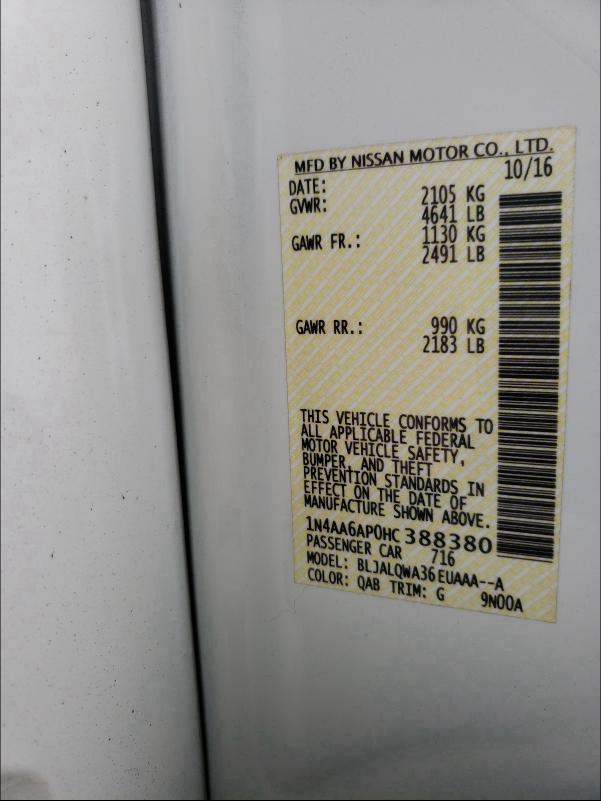 MFD BY NISSAN MOTOR CO., LTD.
DATE: 10/16
GVWR: 2105 KG
4641 LB
GAWR FR.: 1130 KG
2491 LB
GAWR RR.: 990 KG
2183 LB
THIS VEHICLE CONFORMS TO
ALL APPLICABLE FEDERAL
MOTOR VEHICLE SAFETY,
BUMPER, AND THEFT
PREVENTION STANDARDS IN
EFFECT ON THE DATE OF
MANUFACTURE SHOWN ABOVE.
1N4AA6AP0HC388380
PASSENGER CAR 716
MODEL: BLJALQWA36EUAAA--A
COLOR: QAB TRIM: G 9N00A